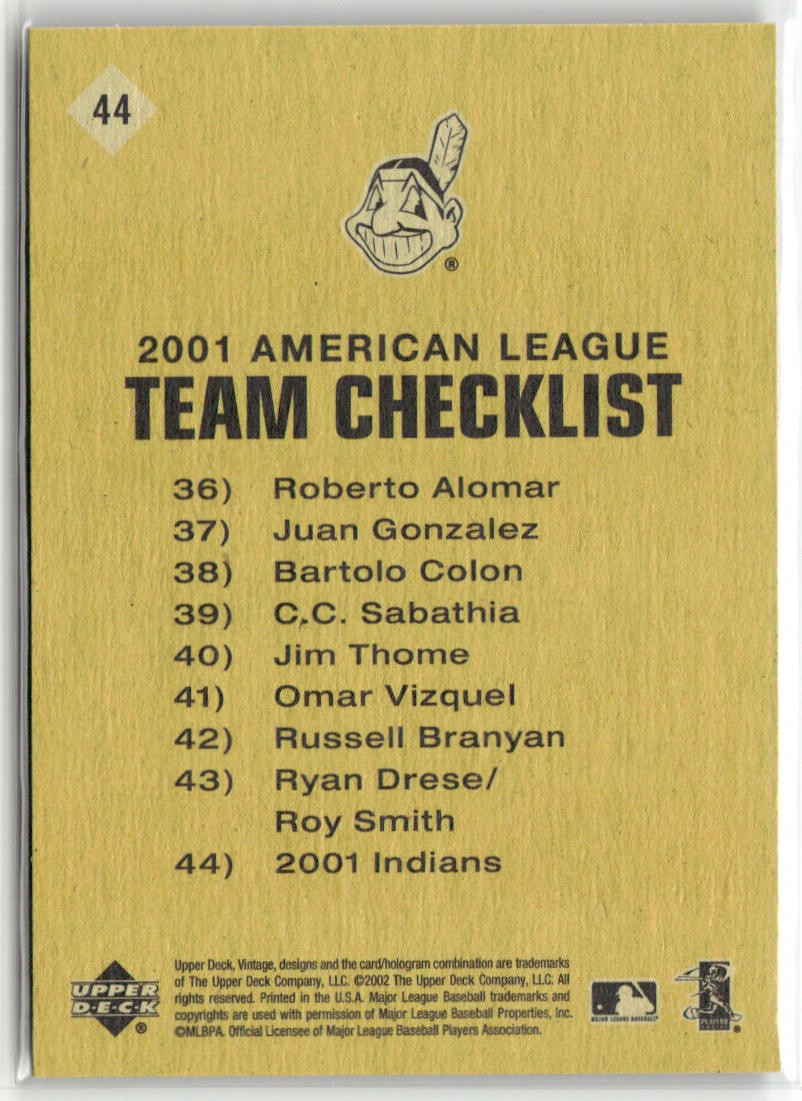 44
®
2001 AMERICAN LEAGUE
TEAM CHECKLIST
36) Roberto Alomar
37) Juan Gonzalez
38) Bartolo Colon
39) C.C. Sabathia
40) Jim Thome
41) Omar Vizquel
42) Russell Branyan
43) Ryan Drese/
Roy Smith
44) 2001 Indians
UPPER
D·E·C·K
®
Upper Deck, Vintage, designs and the card/hologram combination are trademarks
of The Upper Deck Company, LLC. ©2002 The Upper Deck Company, LLC. All
rights reserved. Printed in the U.S.A. Major League Baseball trademarks and
copyrights are used with permission of Major League Baseball Properties, Inc.
©MLBPA. Official Licensee of Major League Baseball Players Association.
MAJOR LEAGUE BASEBALL
PLAYERS